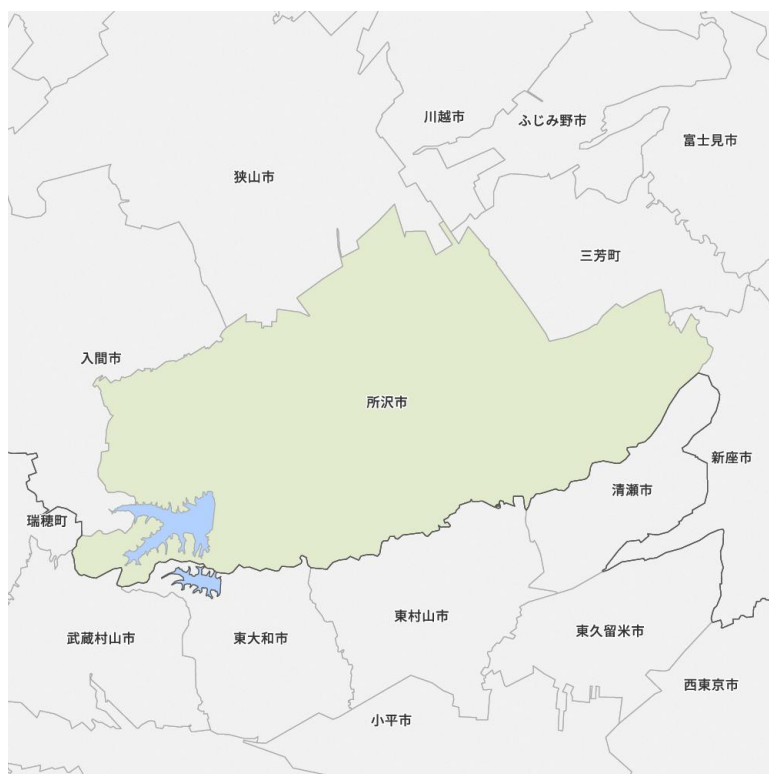 川越市
ふじみ野市
富士見市
狭山市
三芳町
入間市
所沢市
新座市
清瀬市
瑞穂町
東村山市
東久留米市
武蔵村山市
東大和市
西東京市
小平市